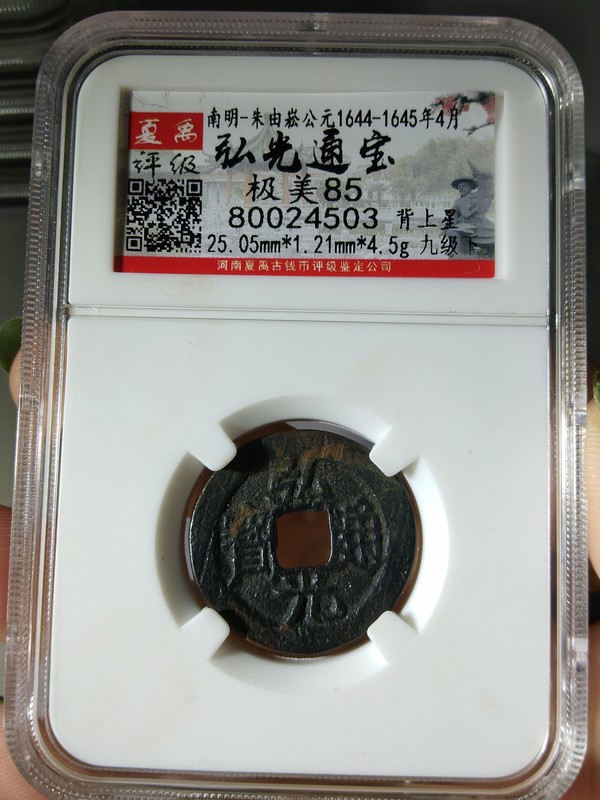 夏禹
评级
南明-朱由崧公元1644-1645年4月
弘光通宝
极美85
80024503 背上星
25.05mm*1.21mm*4.5g 九级下
河南夏禹古钱币评级鉴定公司
弘光通寶